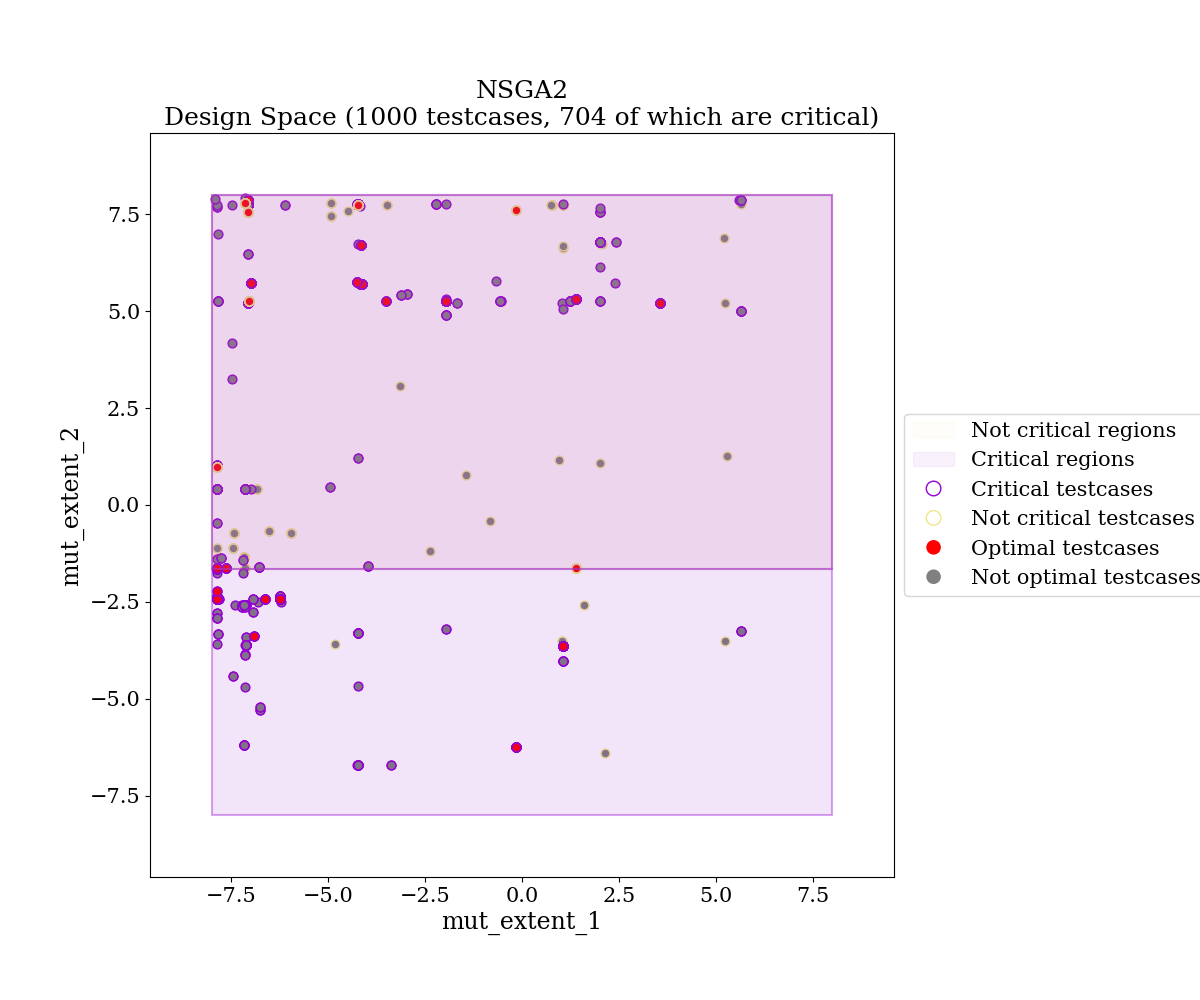 NSGA2
Design Space (1000 testcases, 704 of which are critical)
mut_extent_2
7.5
5.0
2.5
0.0
−2.5
−5.0
−7.5
−7.5 −5.0 −2.5 0.0 2.5 5.0 7.5
mut_extent_1
Not critical regions
Critical regions
Critical testcases
Not critical testcases
Optimal testcases
Not optimal testcases